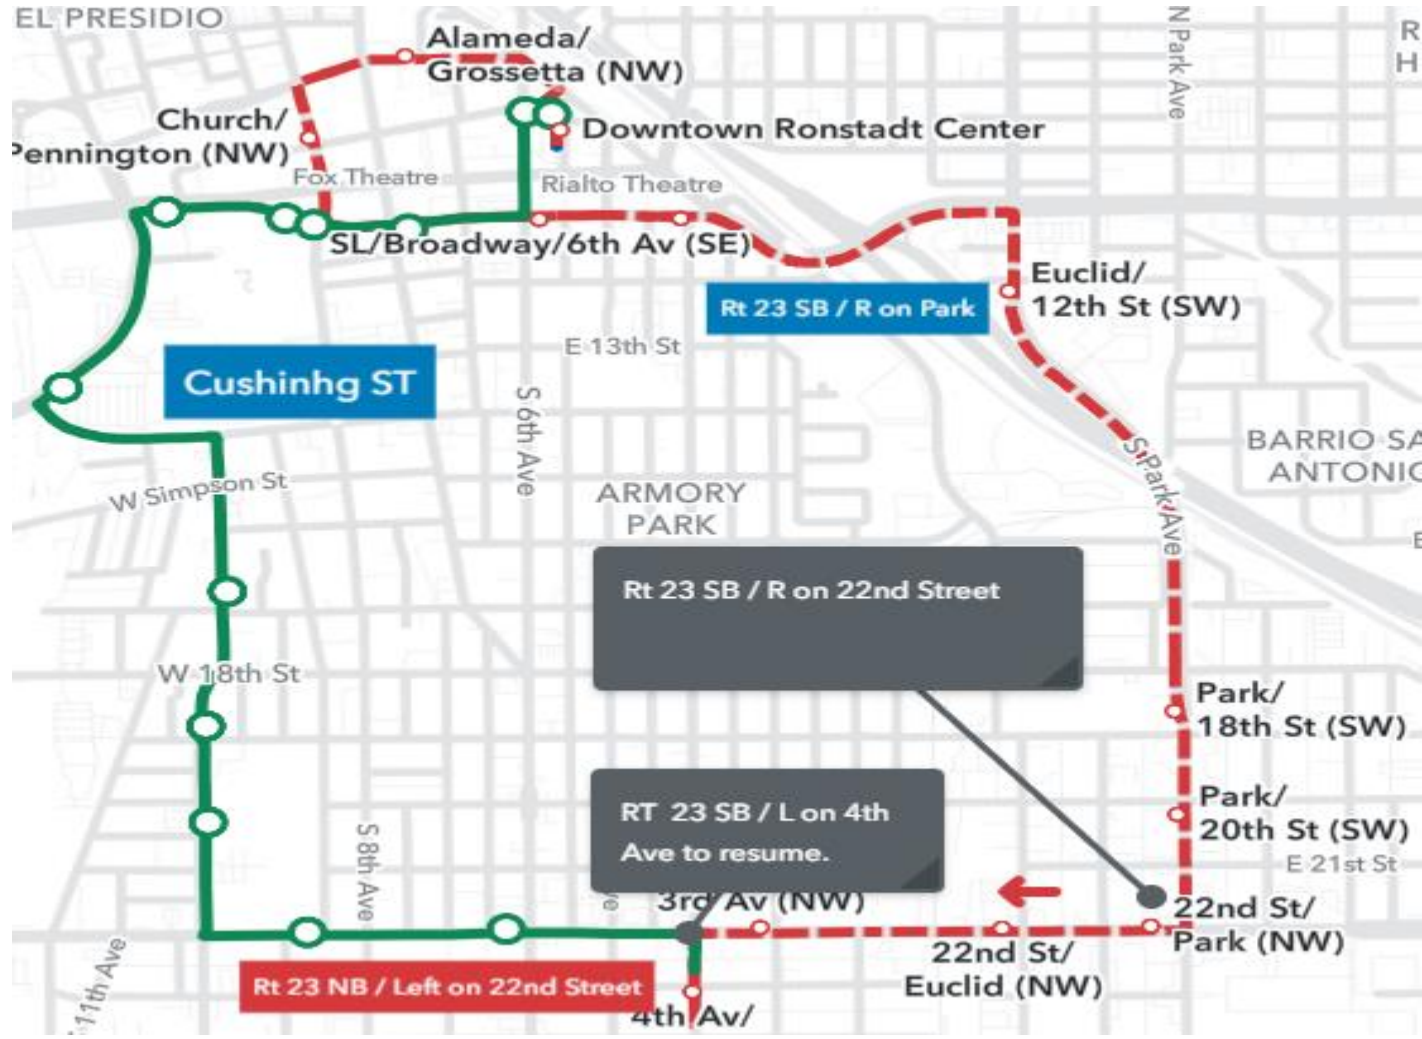 EL PRESIDIO
Alameda/
Grossetta (NW)
N Park Ave
Church/
Pennington (NW)
Downtown Ronstadt Center
Fox Theatre
Rialto Theatre
SL/Broadway/6th Av (SE)
Euclid/
12th St (SW)
Rt 23 SB / R on Park
E 13th St
Cushinhg ST
S 6th Ave
S Park Ave
BARRIO SA
ANTONIO
W Simpson St
ARMORY
PARK
Rt 23 SB / R on 22nd Street
W 18th St
Park/
18th St (SW)
RT 23 SB / L on 4th
Ave to resume.
Park/
20th St (SW)
E 21st St
S 8th Ave
3rd Av (NW)
22nd St/
Park (NW)
22nd St/
Euclid (NW)
11th Ave
Rt 23 NB / Left on 22nd Street
4th Av/